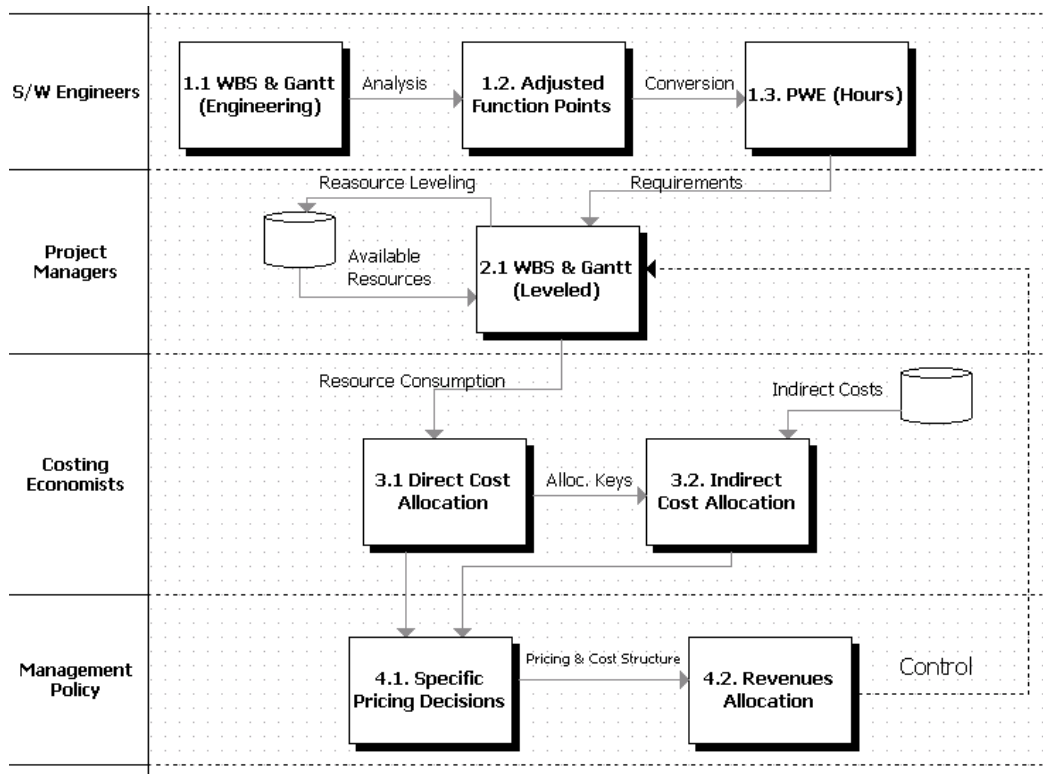 S/W Engineers
1.1 WBS & Gantt
(Engineering)
Analysis
1.2. Adjusted
Function Points
Conversion
1.3. PWE (Hours)
Project
Managers
Reasource Leveling
Requirements
Available
Resources
2.1 WBS & Gantt
(Leveled)
Costing
Economists
Resource Consumption
Indirect Costs
3.1 Direct Cost
Allocation
Alloc. Keys
3.2. Indirect
Cost Allocation
Management
Policy
4.1. Specific
Pricing Decisions
Pricing & Cost Structure
4.2. Revenues
Allocation
Control